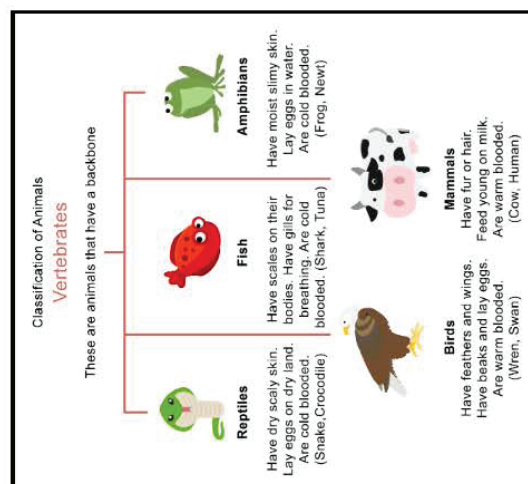 Classification of Animals
Vertebrates
These are animals that have a backbone
Reptiles
Have dry scaly skin.
Lay eggs on dry land.
Are cold blooded.
(Snake,Crocodile)
Fish
Have scales on their
bodies. Have gills for
breathing. Are cold
blooded. (Shark, Tuna)
Amphibians
Have moist slimy skin.
Lay eggs in water.
Are cold blooded.
(Frog, Newt)
Birds
Have feathers and wings.
Have beaks and lay eggs.
Are warm blooded.
(Wren, Swan)
Mammals
Have fur or hair.
Feed young on milk.
Are warm blooded.
(Cow, Human)